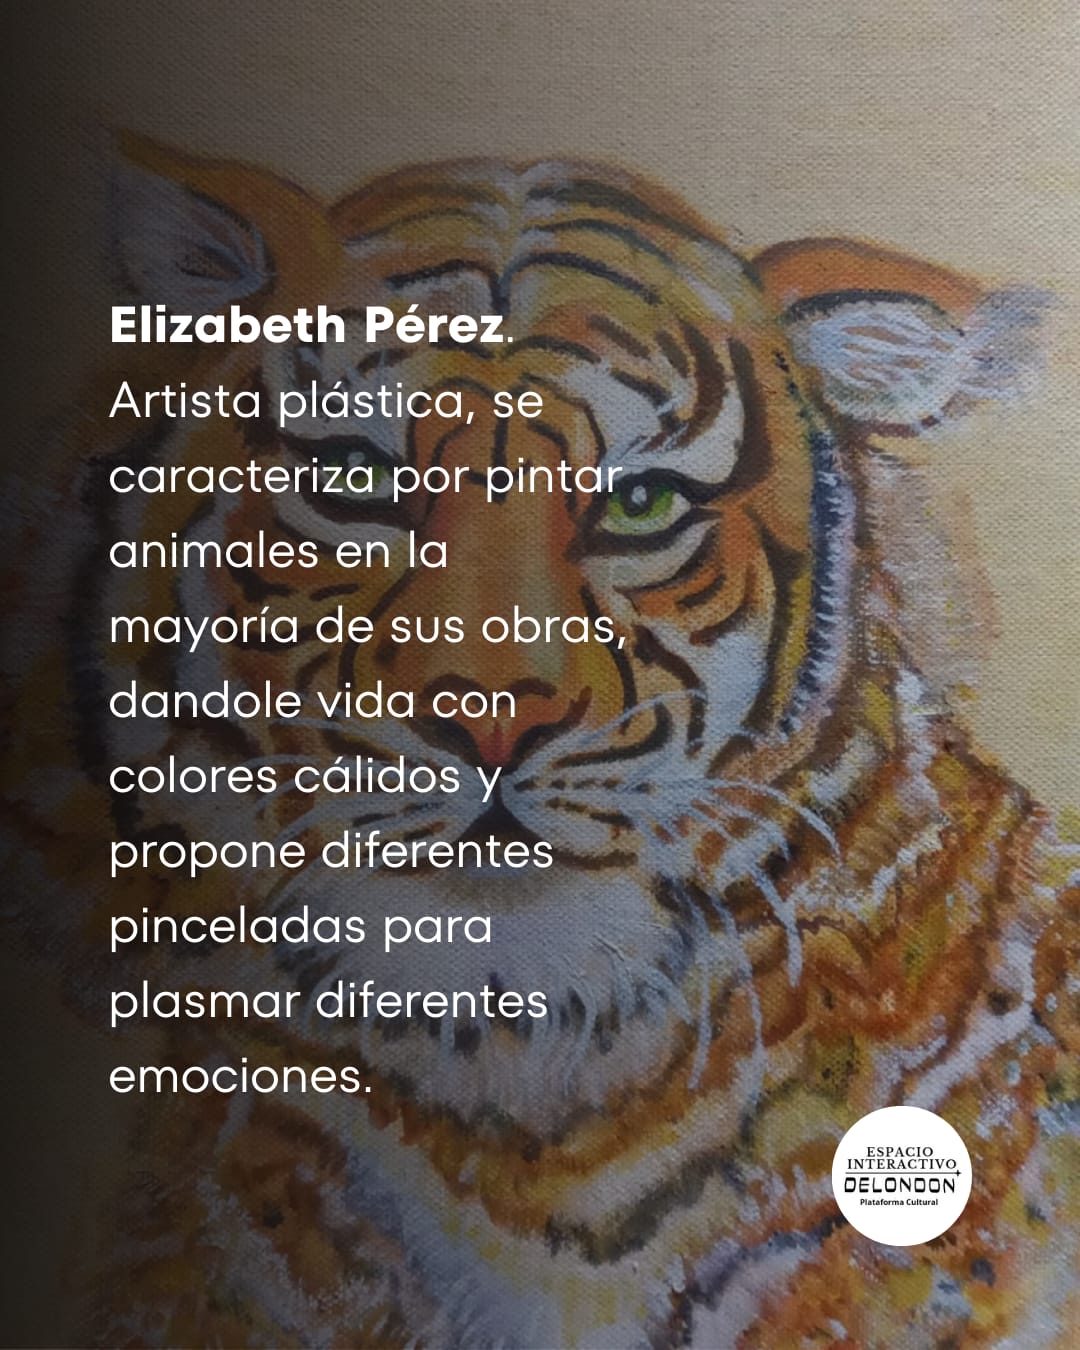 Elizabeth Pérez.
Artista plástica, se
caracteriza por pintar
animales en la
mayoría de sus obras,
dandole vida con
colores cálidos y
propone diferentes
pinceladas para
plasmar diferentes
emociones.
ESPACIO
INTERACTIVO
DELONDON
Plataforma Cultural